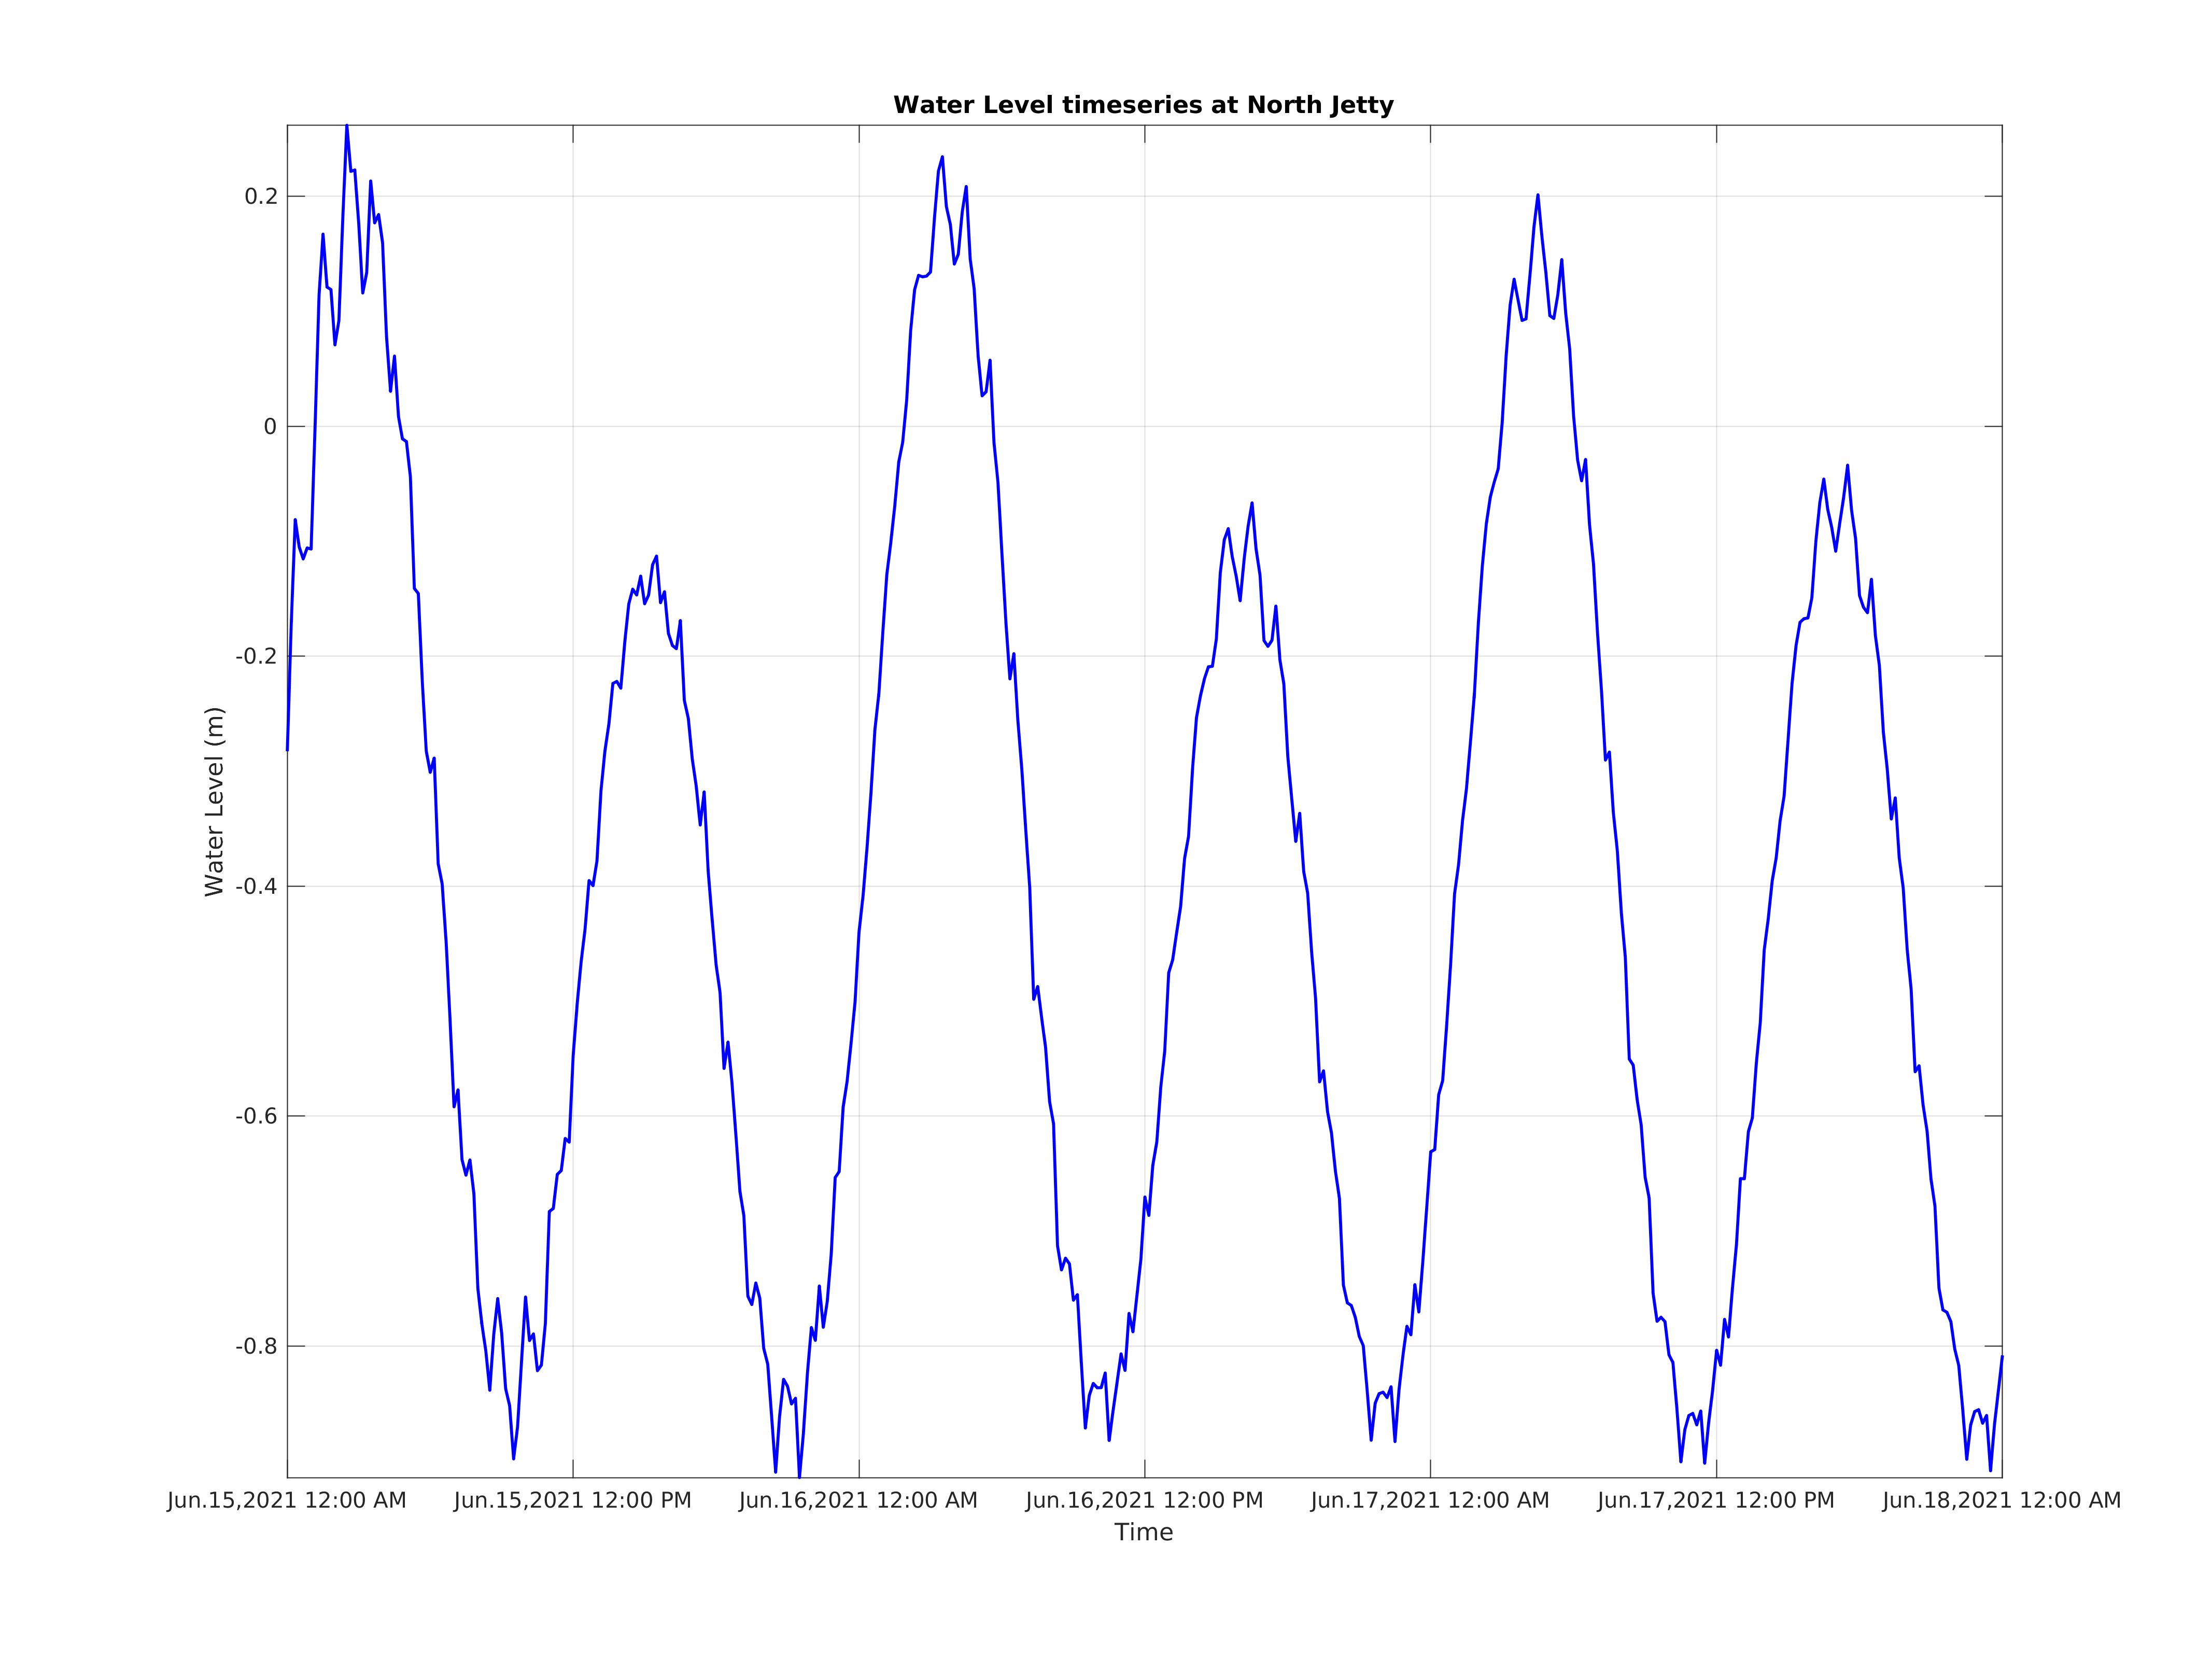 Water Level timeseries at North Jetty
0.2
0
-0.2
-0.4
-0.6
-0.8
Water Level (m)
Jun.15,2021 12:00 AM
Jun.15,2021 12:00 PM
Jun.16,2021 12:00 AM
Jun.16,2021 12:00 PM
Jun.17,2021 12:00 AM
Jun.17,2021 12:00 PM
Jun.18,2021 12:00 AM
Time